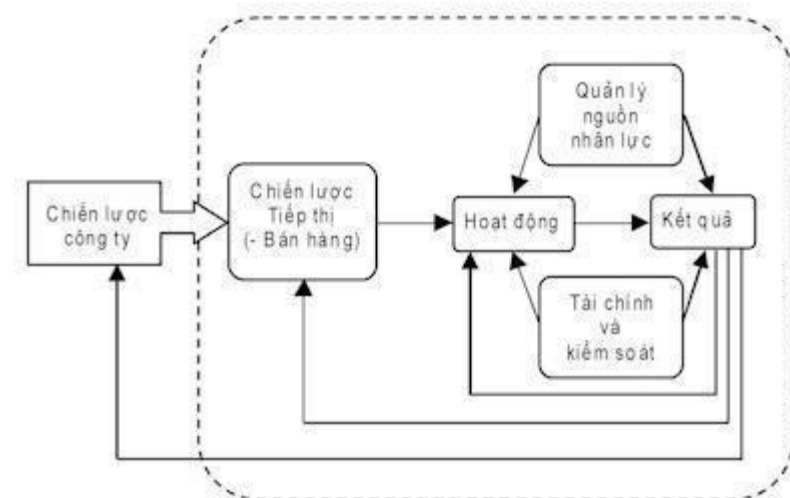 Chiến lược
công ty
Chiến lược
Tiếp thị
(- Bán hàng)
Hoạt động
Quản lý
nguồn
nhân lực
Kết quả
Tài chính
và
kiểm soát